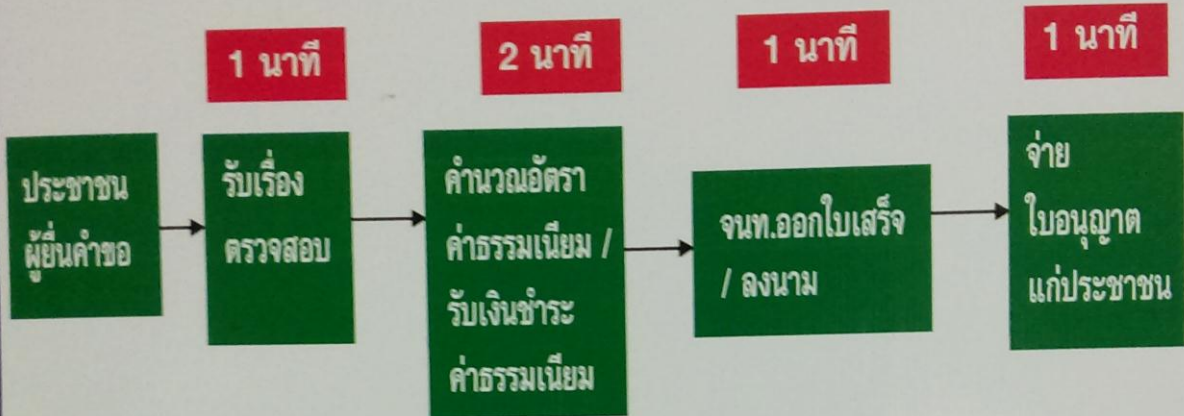 1 นาที
2 นาที
1 นาที
1 นาที
ประชาชน
ผู้ยื่นคำขอ
รับเรื่อง
ตรวจสอบ
คำนวณอัตรา
ค่าธรรมเนียม /
รับเงินชำระ
ค่าธรรมเนียม
จนท.ออกใบเสร็จ
/ ลงนาม
จ่าย
ใบอนุญาต
แก่ประชาชน